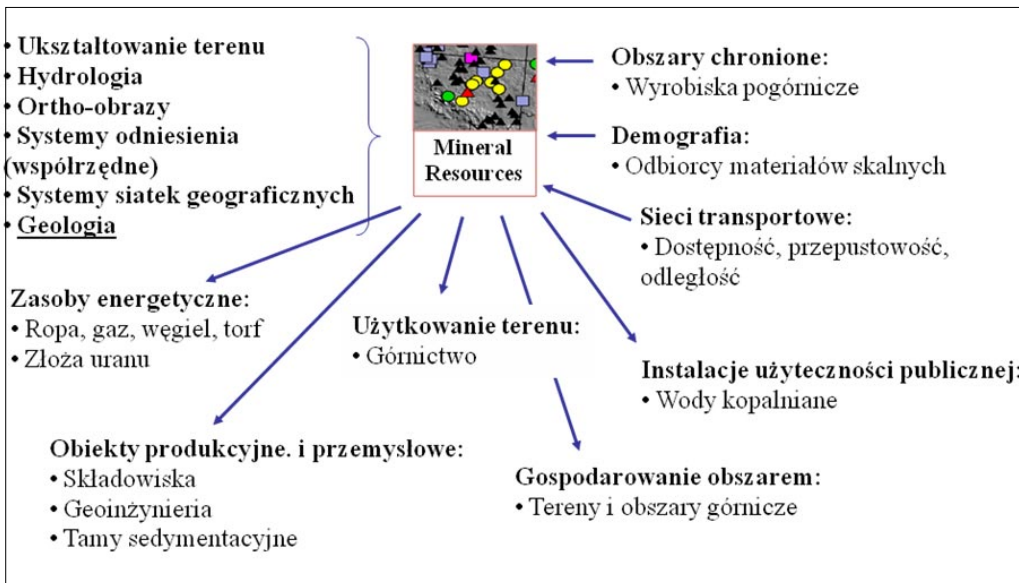 • Ukształtowanie terenu
• Hydrologia
• Ortho-obrazy
• Systemy odniesienia
(współrzędne)
• Systemy siatek geograficznych
• Geologia
Mineral
Resources
Obszary chronione:
• Wyrobiska pogórnicze
Demografia:
• Odbiorcy materiałów skalnych
Sieci transportowe:
• Dostępność, przepustowość,
odległość
Zasoby energetyczne:
• Ropa, gaz, węgiel, torf
• Złoża uranu
Użytkowanie terenu:
• Górnictwo
Instalacje użyteczności publicznej:
• Wody kopalniane
Obiekty produkcyjne. i przemysłowe:
• Składowiska
• Geoinżynieria
• Tamy sedymentacyjne
Gospodarowanie obszarem:
• Tereny i obszary górnicze